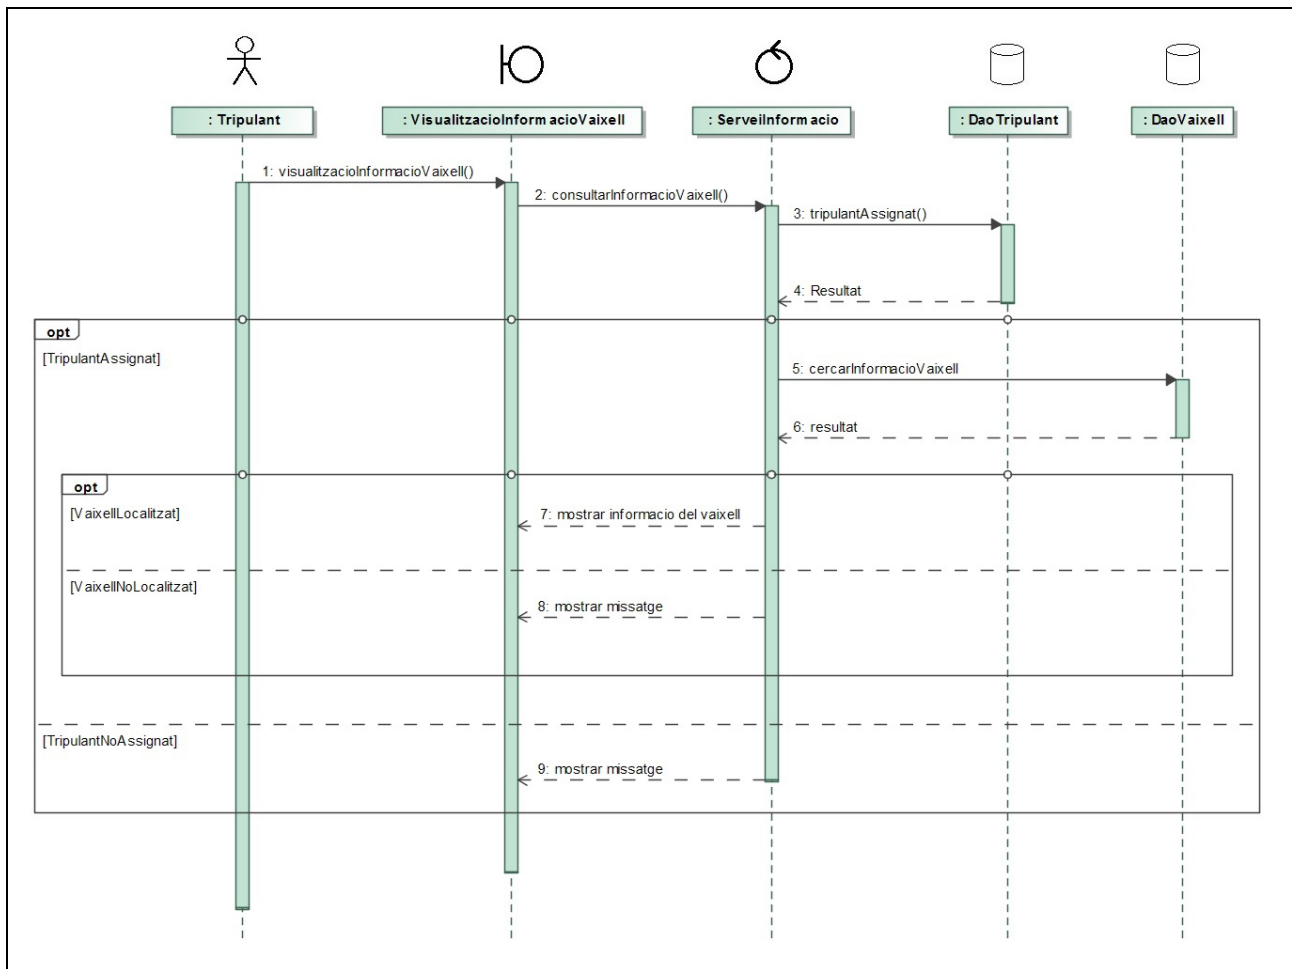 : Tripulant
: VisualitzacioInformacioVaixell
: ServeiInformacio
: DaoTripulant
: DaoVaixell
1: visualitzacioInformacioVaixell()
2: consultarInformacioVaixell()
3: tripulantAssignat()
4: Resultat
opt
[TripulantAssignat]
5: cercarInformacioVaixell
6: resultat
opt
[VaixellLocalitzat]
7: mostrar informacio del vaixell
[VaixellNoLocalitzat]
8: mostrar missatge
[TripulantNoAssignat]
9: mostrar missatge